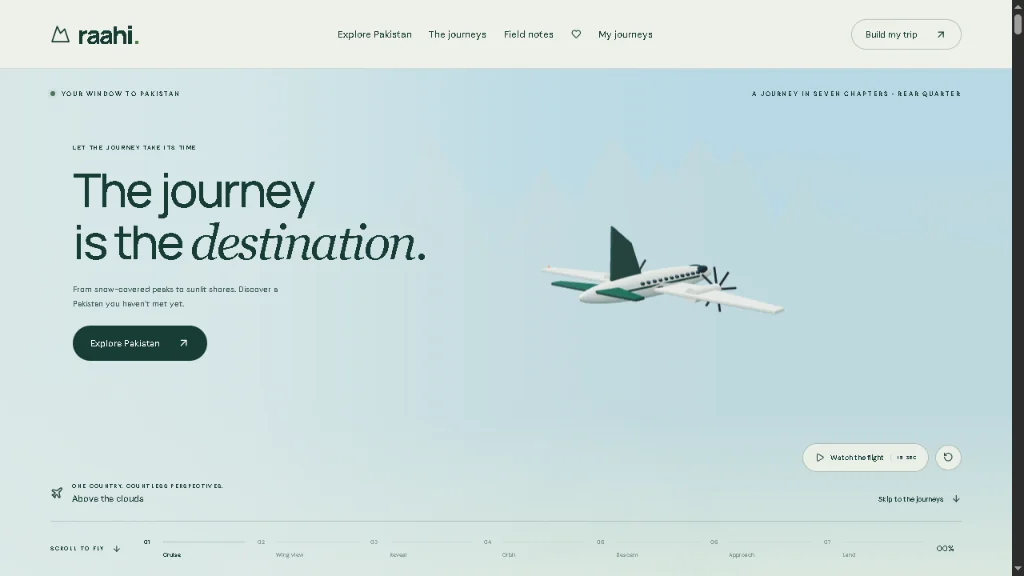 raahi.
Explore Pakistan
The journeys
Field notes
My journeys
Build my trip
YOUR WINDOW TO PAKISTAN
A JOURNEY IN SEVEN CHAPTERS · REAR QUARTER
LET THE JOURNEY TAKE ITS TIME
The journey
is the destination.
From snow-covered peaks to sunlit shores. Discover a
Pakistan you haven't met yet.
Explore Pakistan
Watch the flight
ONE COUNTRY. COUNTLESS PERSPECTIVES.
Above the clouds
Skip to the journeys
SCROLL TO FLY
01
Cruise
02
Wing view
03
Reveal
04
Orbit
05
Descent
06
Approach
07
Land
00%